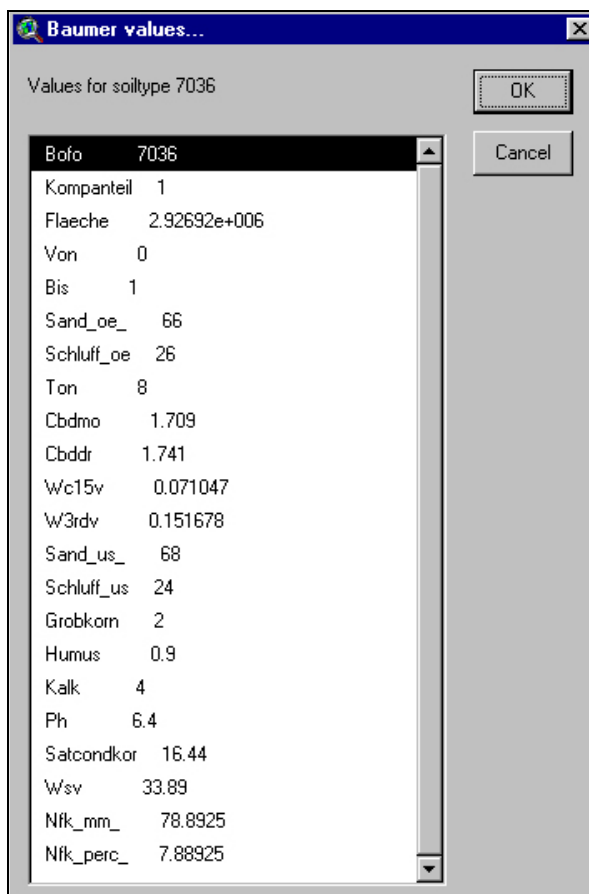 Baumer values...
Values for soiltype 7036
OK
Cancel
Bofo 7036
Kompanteil 1
Flaeche 2.92692e+006
Von 0
Bis 1
Sand_oe_ 66
Schluff_oe 26
Ton 8
Cbdmo 1.709
Cbddr 1.741
Wc15v 0.071047
W3rdv 0.151678
Sand_us_ 68
Schluff_us 24
Grobkorn 2
Humus 0.9
Kalk 4
Ph 6.4
Satcondkor 16.44
Wsv 33.89
Nfk_mm_ 78.8925
Nfk_perc_ 7.88925